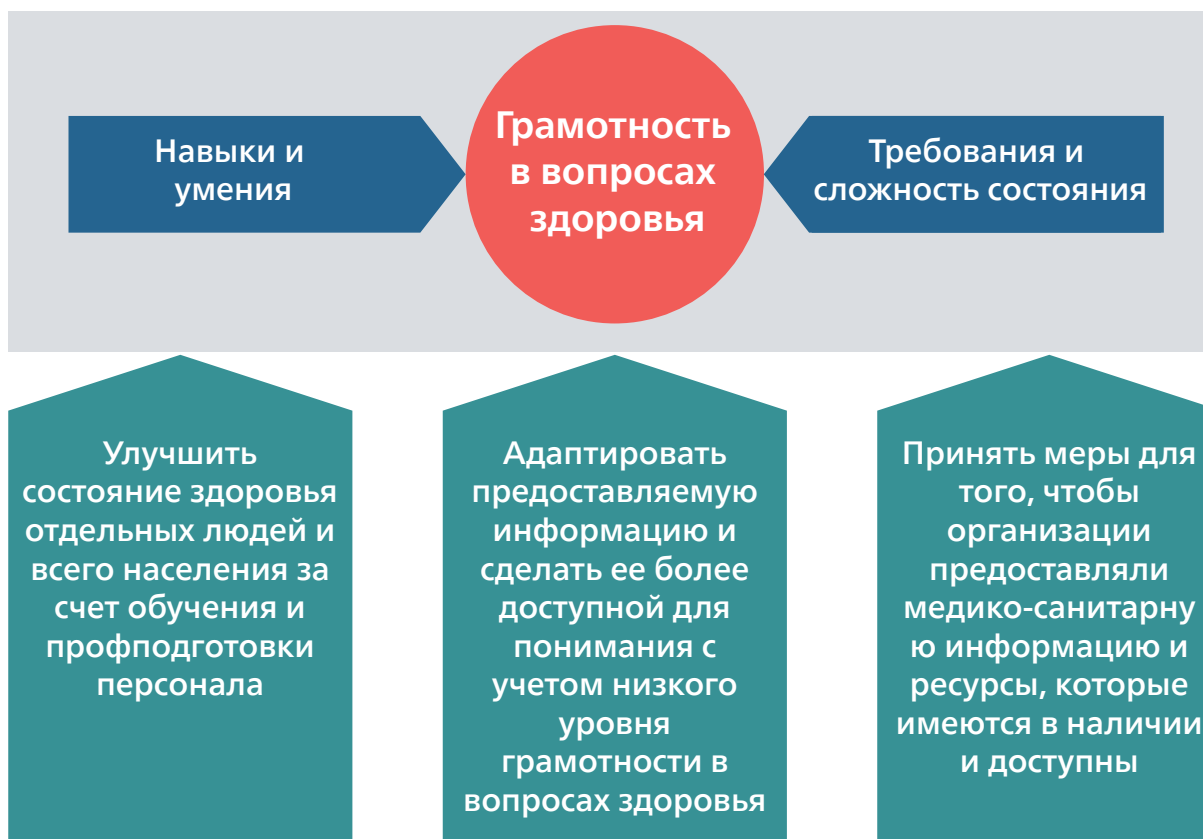 Навыки и
умения
Грамотность
в вопросах
здоровья
Требования и
сложность состояния
Улучшить
состояние здоровья
отдельных людей и
всего населения за
счет обучения и
профподготовки
персонала
Адаптировать
предоставляемую
информацию и
сделать ее более
доступной для
понимания с
учетом низкого
уровня
грамотности в
вопросах здоровья
Принять меры для
того, чтобы
организации
предоставляли
медико-санитарну
ю информацию и
ресурсы, которые
имеются в наличии
и доступны